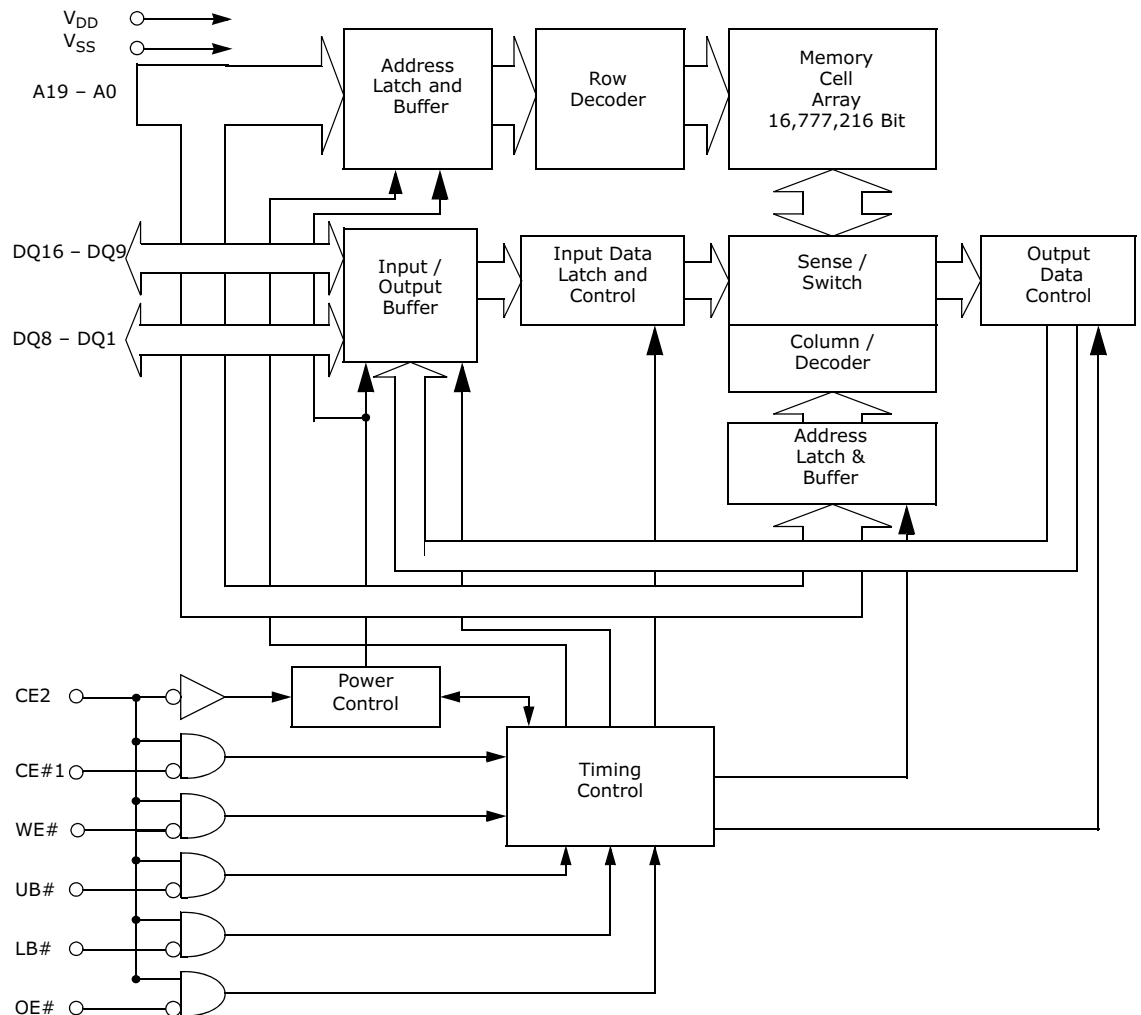 VDD
VSS
A19 – A0
Address
Latch and
Buffer
Row
Decoder
Memory
Cell
Array
16,777,216 Bit
DQ16 – DQ9
DQ8 – DQ1
Input /
Output
Buffer
Input Data
Latch and
Control
Sense /
Switch
Column /
Decoder
Output
Data
Control
Address
Latch &
Buffer
CE2
Power
Control
CE#1
WE#
UB#
LB#
OE#
Timing
Control